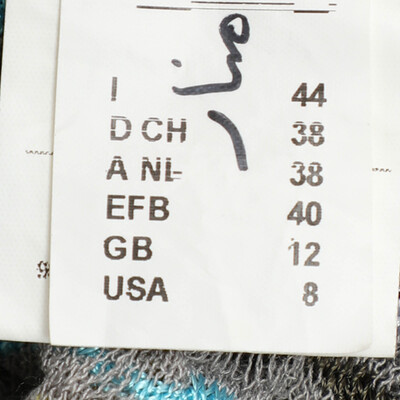 I 44
D CH 38
A NL 38
EFB 40
GB 12
USA 8